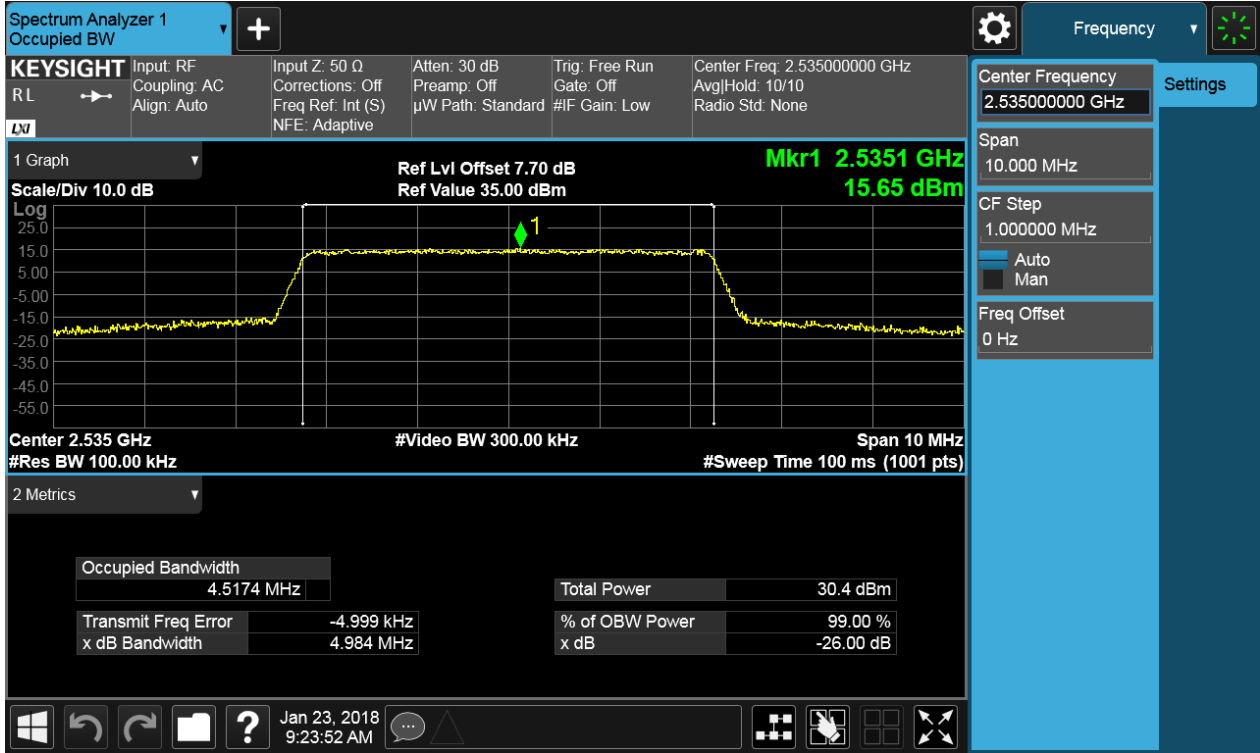 Spectrum Analyzer 1
Occupied BW
Frequency
KEYSIGHT
RL
LXI
Input: RF
Coupling: AC
Align: Auto
Input Z: 50 Ω
Corrections: Off
Freq Ref: Int (S)
NFE: Adaptive
Atten: 30 dB
Preamp: Off
µW Path: Standard
Trig: Free Run
Gate: Off
#IF Gain: Low
Center Freq: 2.535000000 GHz
Avg|Hold: 10/10
Radio Std: None
Center Frequency
2.535000000 GHz
Settings
Span
10.000 MHz
CF Step
1.000000 MHz
Auto
Man
Freq Offset
0 Hz
1 Graph
Scale/Div 10.0 dB
Ref Lvl Offset 7.70 dB
Ref Value 35.00 dBm
Mkr1 2.5351 GHz
15.65 dBm
Log
25.0
15.0
5.00
-5.00
-15.0
-25.0
-35.0
-45.0
-55.0
1
Center 2.535 GHz
#Res BW 100.00 kHz
#Video BW 300.00 kHz
Span 10 MHz
#Sweep Time 100 ms (1001 pts)
2 Metrics
Occupied Bandwidth
4.5174 MHz
Total Power 30.4 dBm
Transmit Freq Error -4.999 kHz
% of OBW Power 99.00 %
x dB Bandwidth 4.984 MHz
x dB -26.00 dB
?
Jan 23, 2018
9:23:52 AM